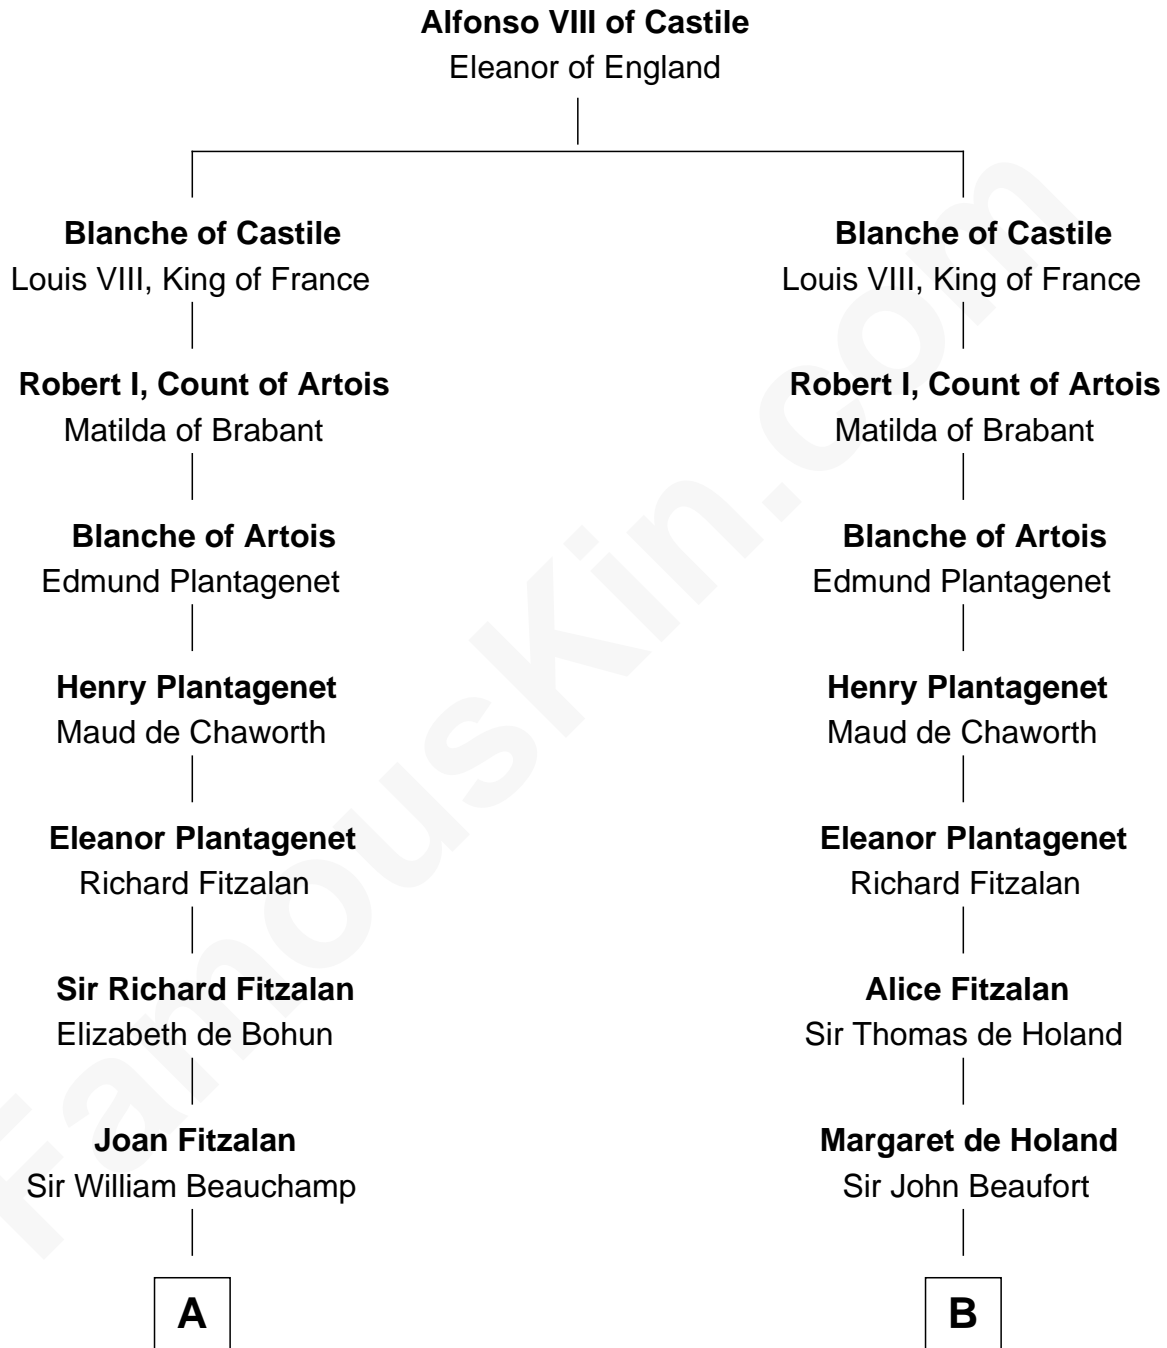 Alfonso VIII of Castile
Eleanor of England
Blanche of Castile
Louis VIII, King of France
Robert I, Count of Artois
Matilda of Brabant
Blanche of Artois
Edmund Plantagenet
Henry Plantagenet
Maud de Chaworth
Eleanor Plantagenet
Richard Fitzalan
Sir Richard Fitzalan
Elizabeth de Bohun
Joan Fitzalan
Sir William Beauchamp
A
Blanche of Castile
Louis VIII, King of France
Robert I, Count of Artois
Matilda of Brabant
Blanche of Artois
Edmund Plantagenet
Henry Plantagenet
Maud de Chaworth
Eleanor Plantagenet
Richard Fitzalan
Alice Fitzalan
Sir Thomas de Holand
Margaret de Holand
Sir John Beaufort
B
FamousKin.com